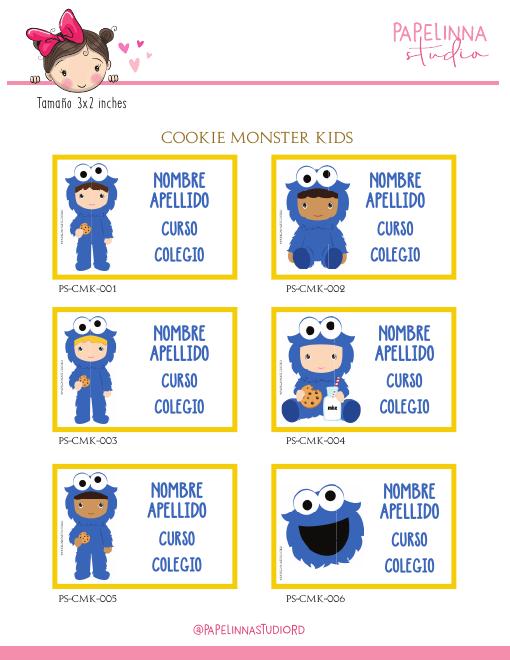 PAPELINNA
studio
Tamaño 3x2 inches
COOKIE MONSTER KIDS
NOMBRE
APELLIDO
CURSO
COLEGIO
PS-CMK-001
NOMBRE
APELLIDO
CURSO
COLEGIO
PS-CMK-002
NOMBRE
APELLIDO
CURSO
COLEGIO
PS-CMK-003
NOMBRE
APELLIDO
CURSO
COLEGIO
PS-CMK-004
NOMBRE
APELLIDO
CURSO
COLEGIO
PS-CMK-005
NOMBRE
APELLIDO
CURSO
COLEGIO
PS-CMK-006
@PAPELINNASTUDIORD